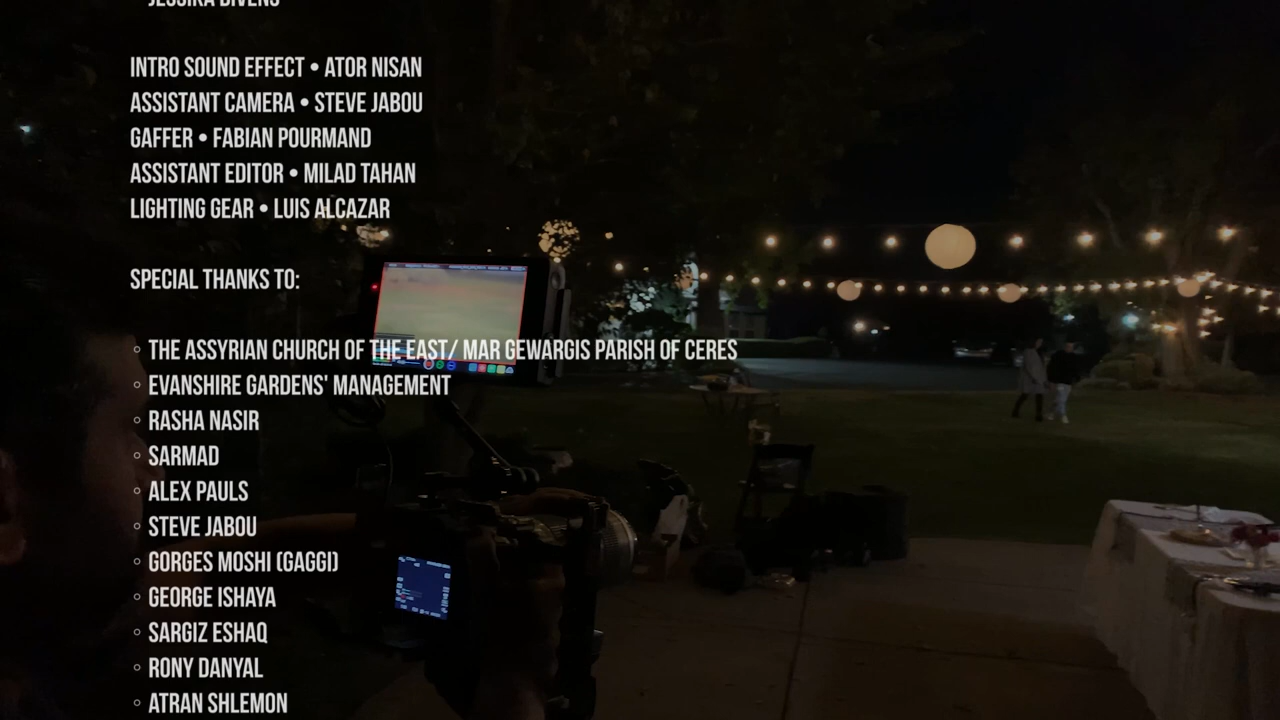 JESSIKA BIVENS
INTRO SOUND EFFECT • ATOR NISAN
ASSISTANT CAMERA • STEVE JABOU
GAFFER • FABIAN POURMAND
ASSISTANT EDITOR • MILAD TAHAN
LIGHTING GEAR • LUIS ALCAZAR
SPECIAL THANKS TO:
◦ THE ASSYRIAN CHURCH OF THE EAST/ MAR GEWARGIS PARISH OF CERES
◦ EVANSHIRE GARDENS' MANAGEMENT
◦ RASHA NASIR
◦ SARMAD
◦ ALEX PAULS
◦ STEVE JABOU
◦ GORGES MOSHI (GAGGI)
◦ GEORGE ISHAYA
◦ SARGIZ ESHAQ
◦ RONY DANYAL
◦ ATRAN SHLEMON